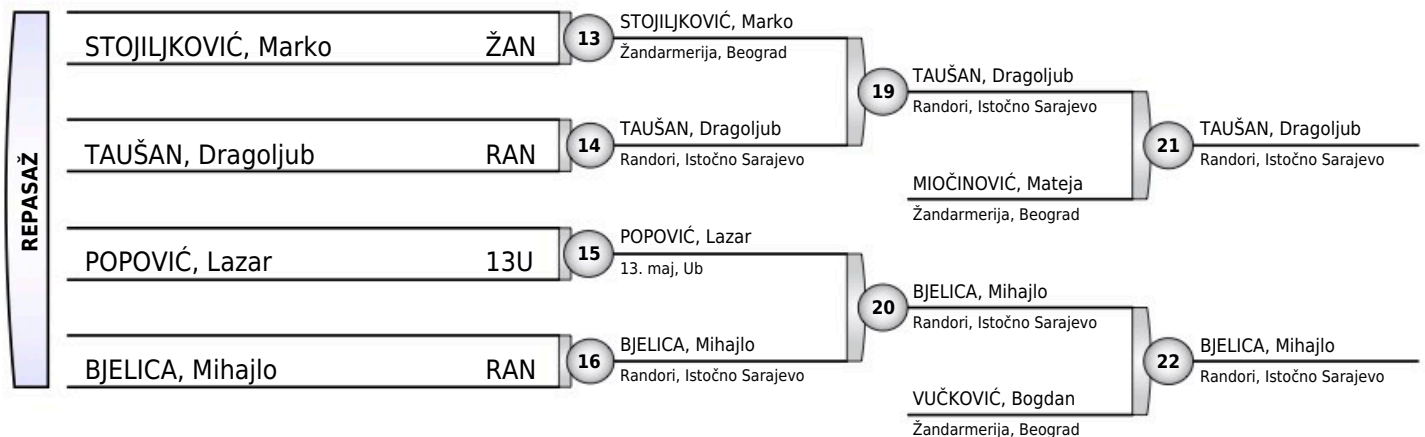 REPASAŽ
STOJILJKOVIĆ, Marko ŽAN
TAUŠAN, Dragoljub RAN
POPOVIĆ, Lazar 13U
BJELICA, Mihajlo RAN
13
STOJILJKOVIĆ, Marko
Žandarmerija, Beograd
14
TAUŠAN, Dragoljub
Randori, Istočno Sarajevo
15
POPOVIĆ, Lazar
13. maj, Ub
16
BJELICA, Mihajlo
Randori, Istočno Sarajevo
19
TAUŠAN, Dragoljub
Randori, Istočno Sarajevo
MIOČINOVIĆ, Mateja
Žandarmerija, Beograd
20
BJELICA, Mihajlo
Randori, Istočno Sarajevo
VUČKOVIĆ, Bogdan
Žandarmerija, Beograd
21
TAUŠAN, Dragoljub
Randori, Istočno Sarajevo
22
BJELICA, Mihajlo
Randori, Istočno Sarajevo